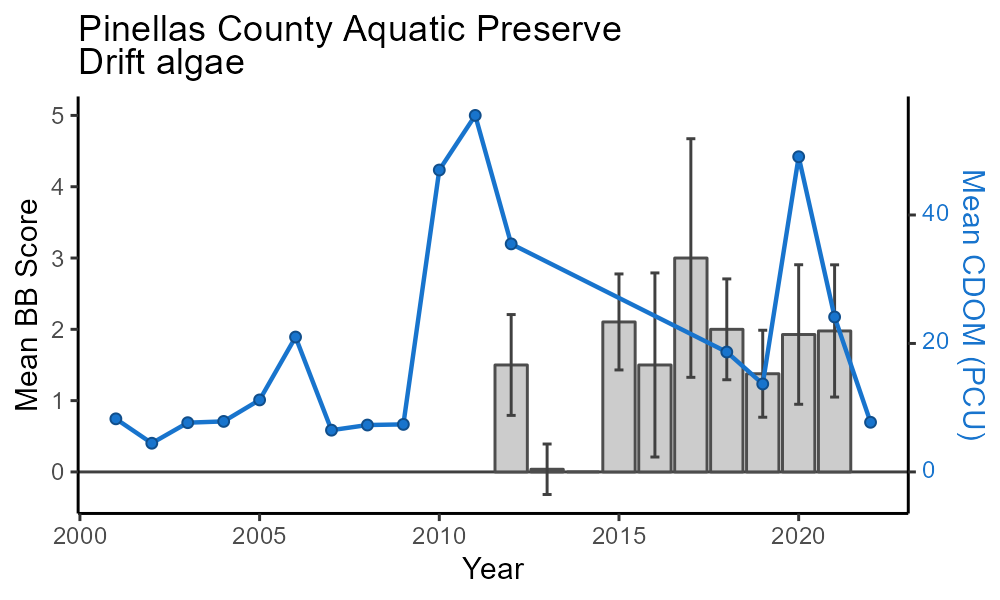 Pinellas County Aquatic Preserve
Drift algae
5
4
3
2
1
0
Mean BB Score
40
20
0
Mean CDOM (PCU)
2000
2005
2010
2015
2020
Year